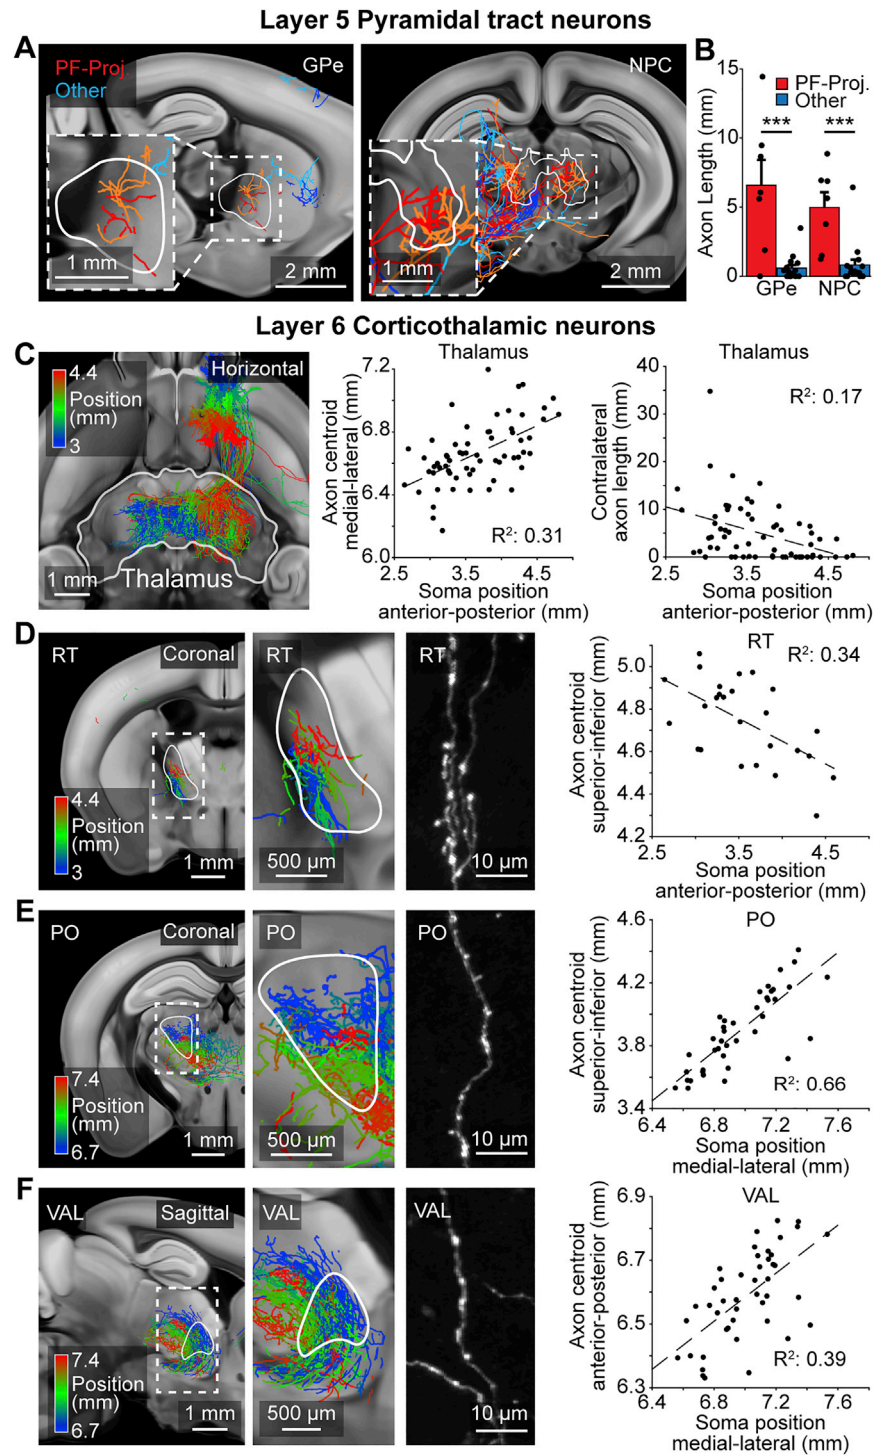 Layer 5 Pyramidal tract neurons
A
PF-Proj.
Other
GPe
1 mm
2 mm
NPC
1 mm
2 mm
B
Axon Length (mm)
15
10
5
0
PF-Proj.
Other
***
***
GPe
NPC
Layer 6 Corticothalamic neurons
C
4.4
Position
(mm)
3
Horizontal
Thalamus
1 mm
Thalamus
Axon centroid
medial-lateral (mm)
7.2
6.8
6.4
6.0
R²: 0.31
2.5
3.5
4.5
Soma position
anterior-posterior (mm)
Thalamus
Contralateral
axon length (mm)
40
35
30
20
10
0
R²: 0.17
2.5
3.5
4.5
Soma position
anterior-posterior (mm)
D
RT
Coronal
4.4
Position
(mm)
3
1 mm
RT
500 µm
RT
10 µm
RT
Axon centroid
superior-inferior (mm)
5.0
4.6
4.2
R²: 0.34
2.5
3.5
4.5
Soma position
anterior-posterior (mm)
E
PO
Coronal
7.4
Position
(mm)
6.7
1 mm
PO
500 µm
PO
10 µm
PO
Axon centroid
superior-inferior (mm)
4.6
4.2
3.8
3.4
R²: 0.66
6.4
6.8
7.2
7.6
Soma position
medial-lateral (mm)
F
VAL
Sagittal
7.4
Position
(mm)
6.7
1 mm
VAL
500 µm
VAL
10 µm
VAL
Axon centroid
anterior-posterior (mm)
6.9
6.7
6.5
6.3
R²: 0.39
6.4
6.8
7.2
7.6
Soma position
medial-lateral (mm)